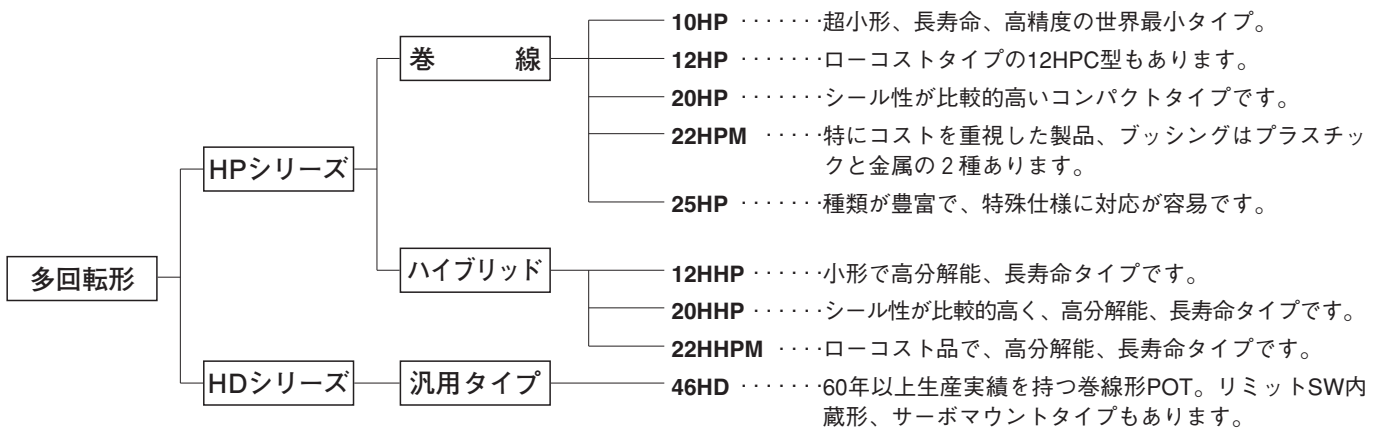 多回転形
HPシリーズ
巻　　線
10HP ·······超小形、長寿命、高精度の世界最小タイプ。
12HP ·······ローコストタイプの12HPC型もあります。
20HP ·······シール性が比較的高いコンパクトタイプです。
22HPM ·····特にコストを重視した製品、ブッシングはプラスチッ
クと金属の２種あります。
25HP ·······種類が豊富で、特殊仕様に対応が容易です。
ハイブリッド
12HHP ······小形で高分解能、長寿命タイプです。
20HHP ······シール性が比較的高く、高分解能、長寿命タイプです。
22HHPM ····ローコスト品で、高分解能、長寿命タイプです。
HDシリーズ
汎用タイプ
46HD ·······60年以上生産実績を持つ巻線形POT。リミットSW内
蔵形、サーボマウントタイプもあります。